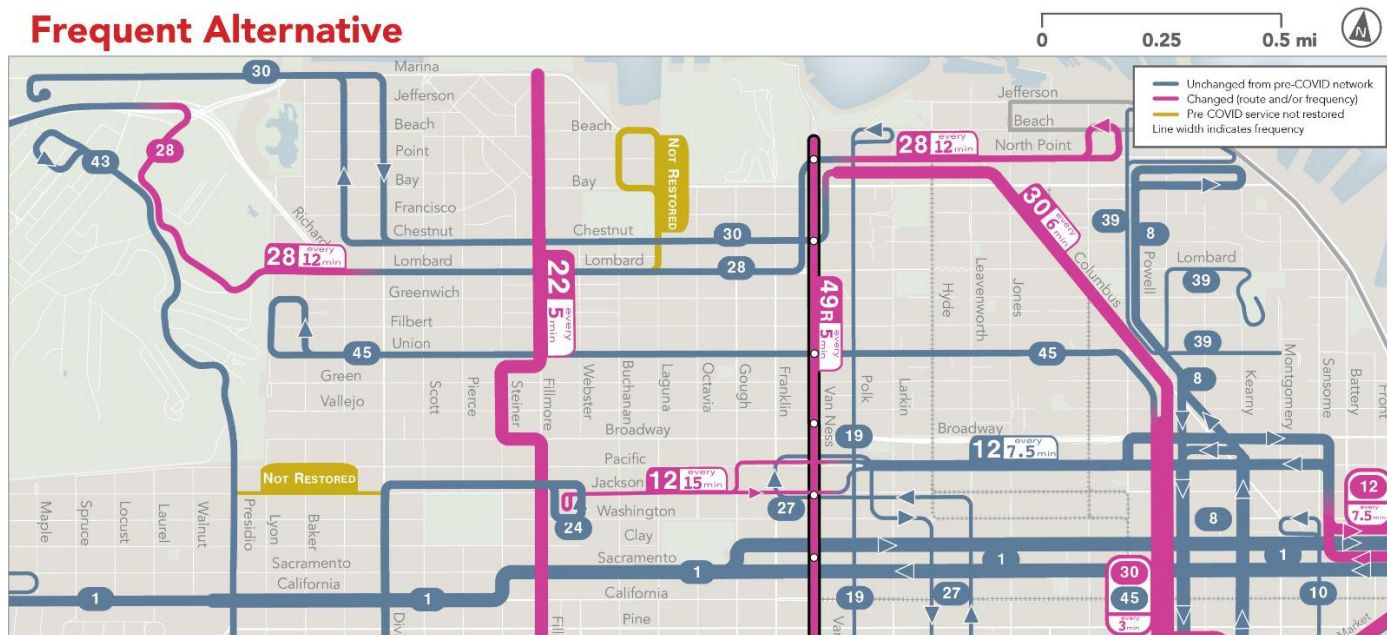 Frequent Alternative
0 0.25 0.5 mi
N
Unchanged from pre-COVID network
Changed (route and/or frequency)
Pre-COVID service not restored
Line width indicates frequency
30
Marina
Jefferson
Beach
Point
Bay
Francisco
Chestnut
Lombard
Greenwich
Filbert
Union
Green
Vallejo
43
28
Richard
28 every 12 min
45
Beach
Bay
Chestnut
Lombard
NOT RESTORED
30
28
22 every 5 min
49R every 5 min
28 every 12 min
Jefferson
Beach
North Point
30 every 6 min
Columbus
39
8
Powell
Lombard
39
39
Hyde
Leavenworth
Jones
45
8
Kearny
Montgomery
Sansome
Battery
Front
Scott
Pierce
Steiner
Fillmore
Webster
Buchanan
Laguna
Octavia
Gough
Franklin
Van Ness
Polk
Larkin
Broadway
19
Broadway
12 every 7.5 min
Pacific
Jackson
12 every 15 min
Washington
Clay
Sacramento
California
Pine
NOT RESTORED
24
27
12
every
7.5 min
8
Maple
Spruce
Locust
Laurel
Walnut
Presidio
Lyon
Baker
Sacramento
California
1
1
1
1
1
Div
Fill
Van
19
27
30
45
every
3 min
10
Market